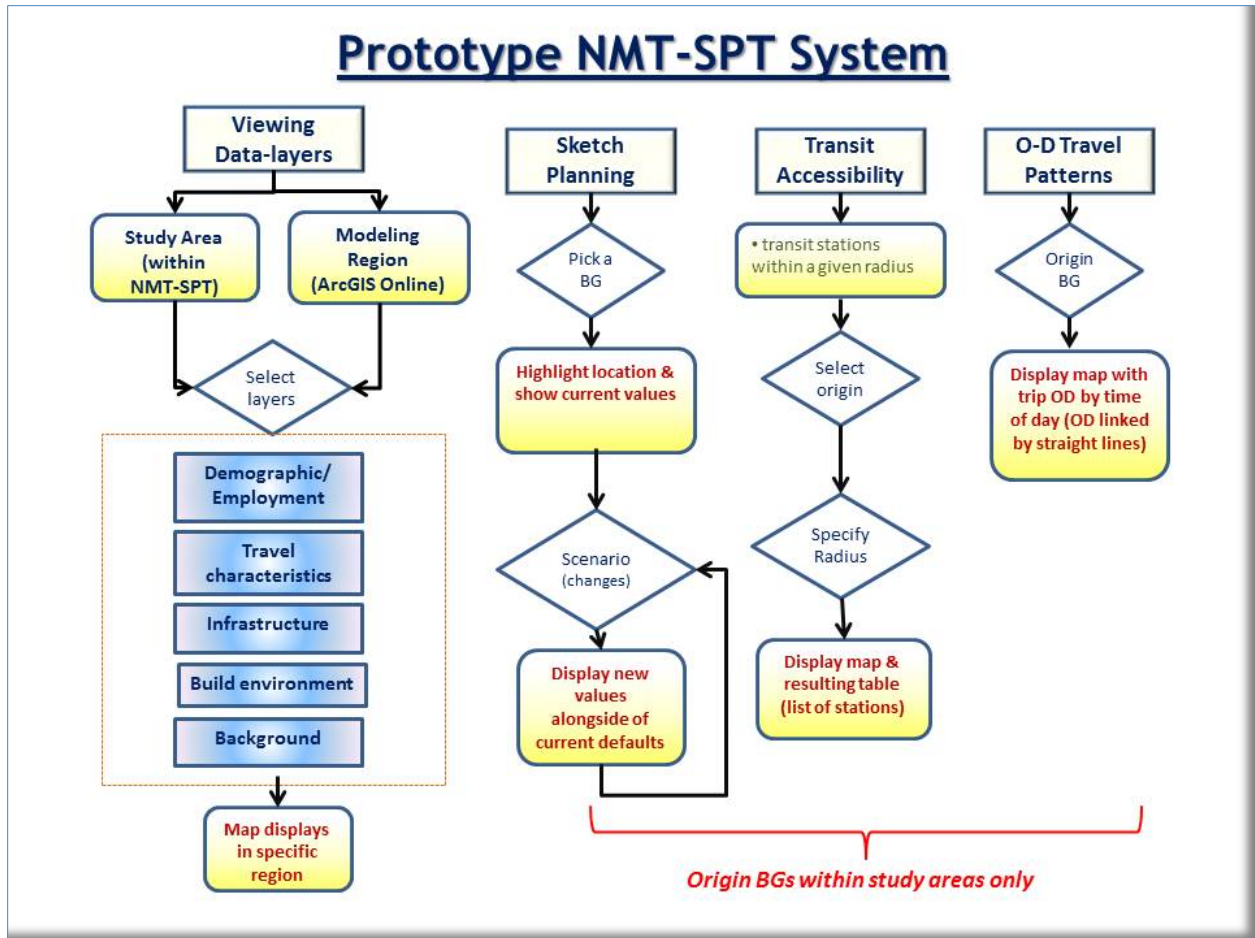 Prototype NMT-SPT System
Viewing
Data-layers
Study Area
(within
NMT-SPT)
Modeling
Region
(ArcGIS Online)
Select
layers
Demographic/
Employment
Travel
characteristics
Infrastructure
Build environment
Background
Map displays
in specific
region
Sketch
Planning
Pick a
BG
Highlight location &
show current values
Scenario
(changes)
Display new
values
alongside of
current defaults
Transit
Accessibility
• transit stations
within a given radius
Select
origin
Specify
Radius
Display map &
resulting table
(list of stations)
O-D Travel
Patterns
Origin
BG
Display map with
trip OD by time
of day (OD linked
by straight lines)
Origin BGs within study areas only